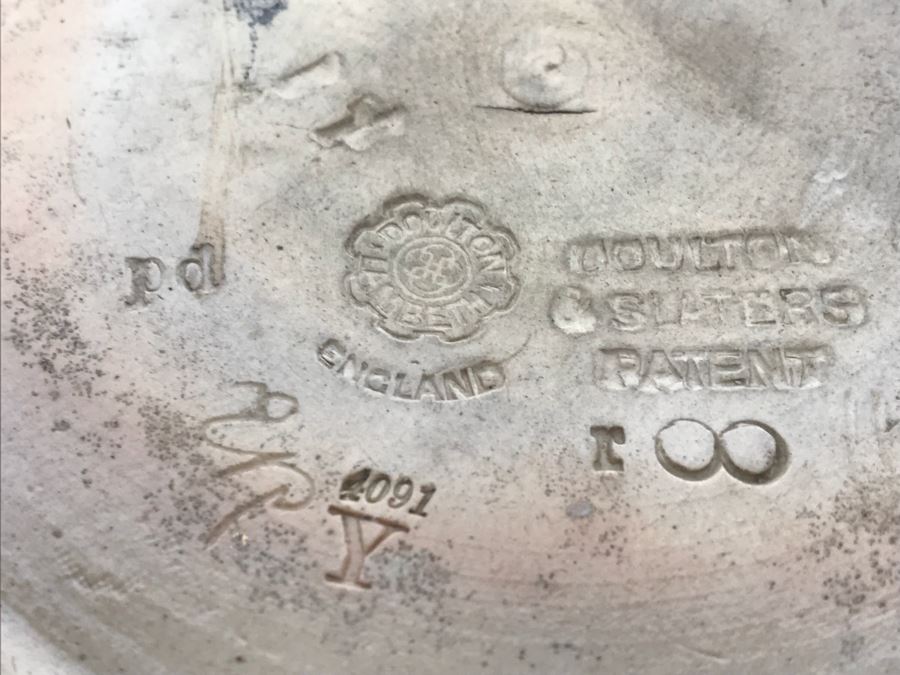 pd
DOULTON
LAMBETH
ENGLAND
DOULTON
& SLATERS
PATENT
r 8
4091
Y